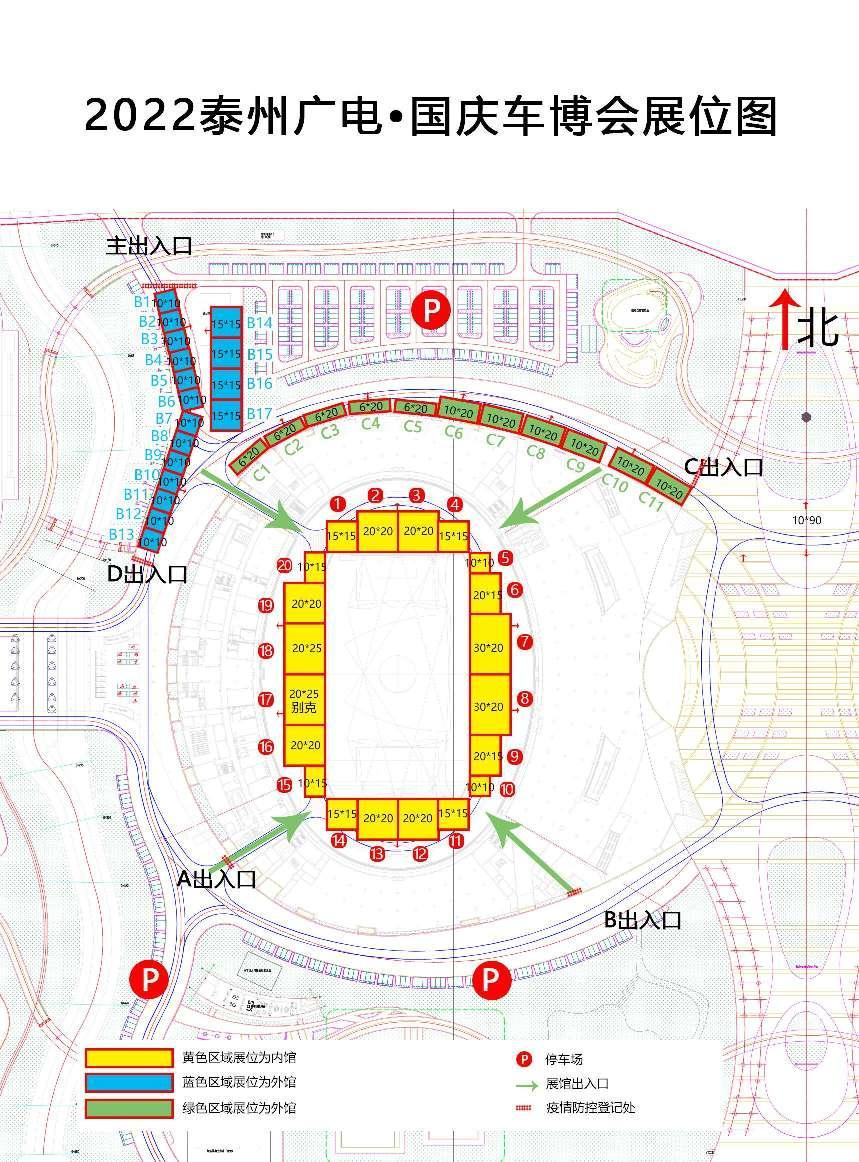 2022泰州广电•国庆车博会展位图
主出入口
北
P
B1 10*10
B2 10*10
B3 10*10
B4 10*10
B5 10*10
B6 10*10
B7 10*10
B8 10*10
B9 10*10
B10 10*10
B11 10*10
B12 10*10
B13 10*10
15*15 B14
15*15 B15
15*15 B16
15*15 B17
6*20 C1
6*20 C2
6*20 C3
6*20 C4
6*20 C5
10*20 C6
10*20 C7
10*20 C8
10*20 C9
10*20 C10
10*20 C11
C出入口
10*90
D出入口
1 15*15
2 20*20
3 20*20
4 15*15
5 10*10
6 20*15
7 30*20
8 30*20
9 20*15
10 10*10
11 15*15
12 20*20
13 20*20
14 15*15
15 10*15
16 20*20
17 20*25
别克
18 20*25
19 20*20
20 10*15
A出入口
B出入口
P
P
黄色区域展位为内馆
蓝色区域展位为外馆
绿色区域展位为外馆
P 停车场
展馆出入口
疫情防控登记处